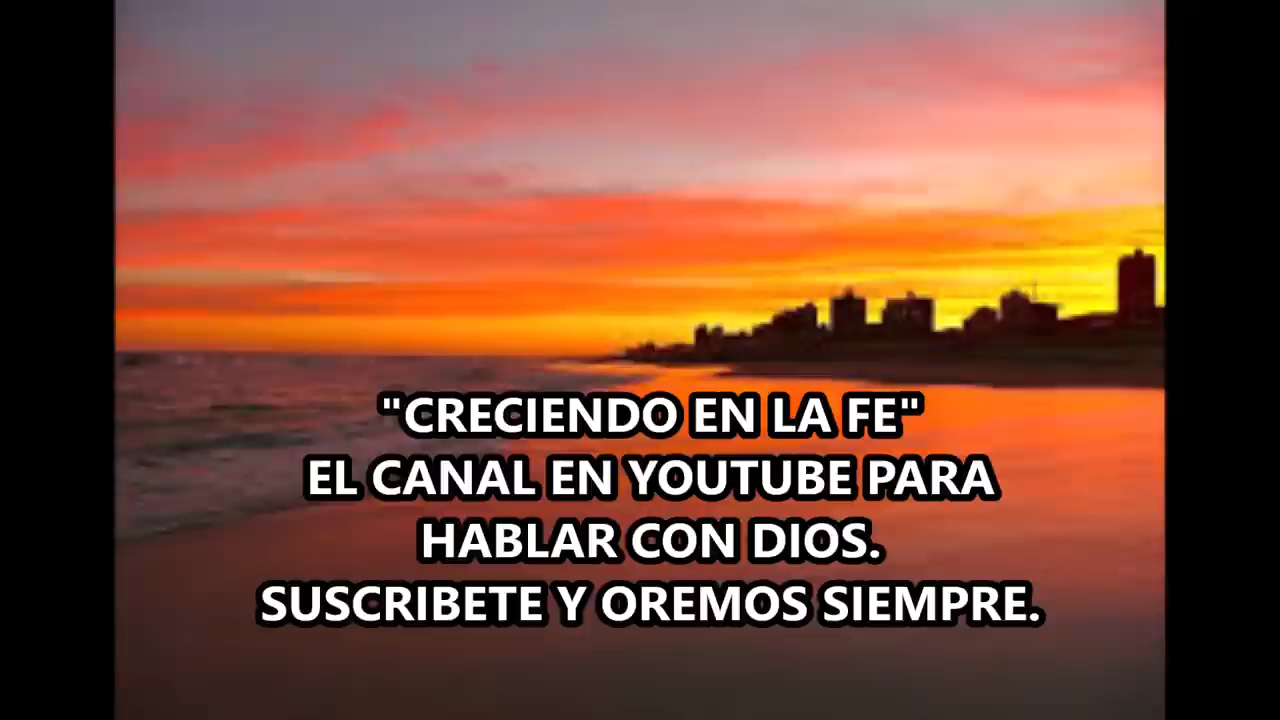 "CRECIENDO EN LA FE"
EL CANAL EN YOUTUBE PARA
HABLAR CON DIOS.
SUSCRIBETE Y OREMOS SIEMPRE.